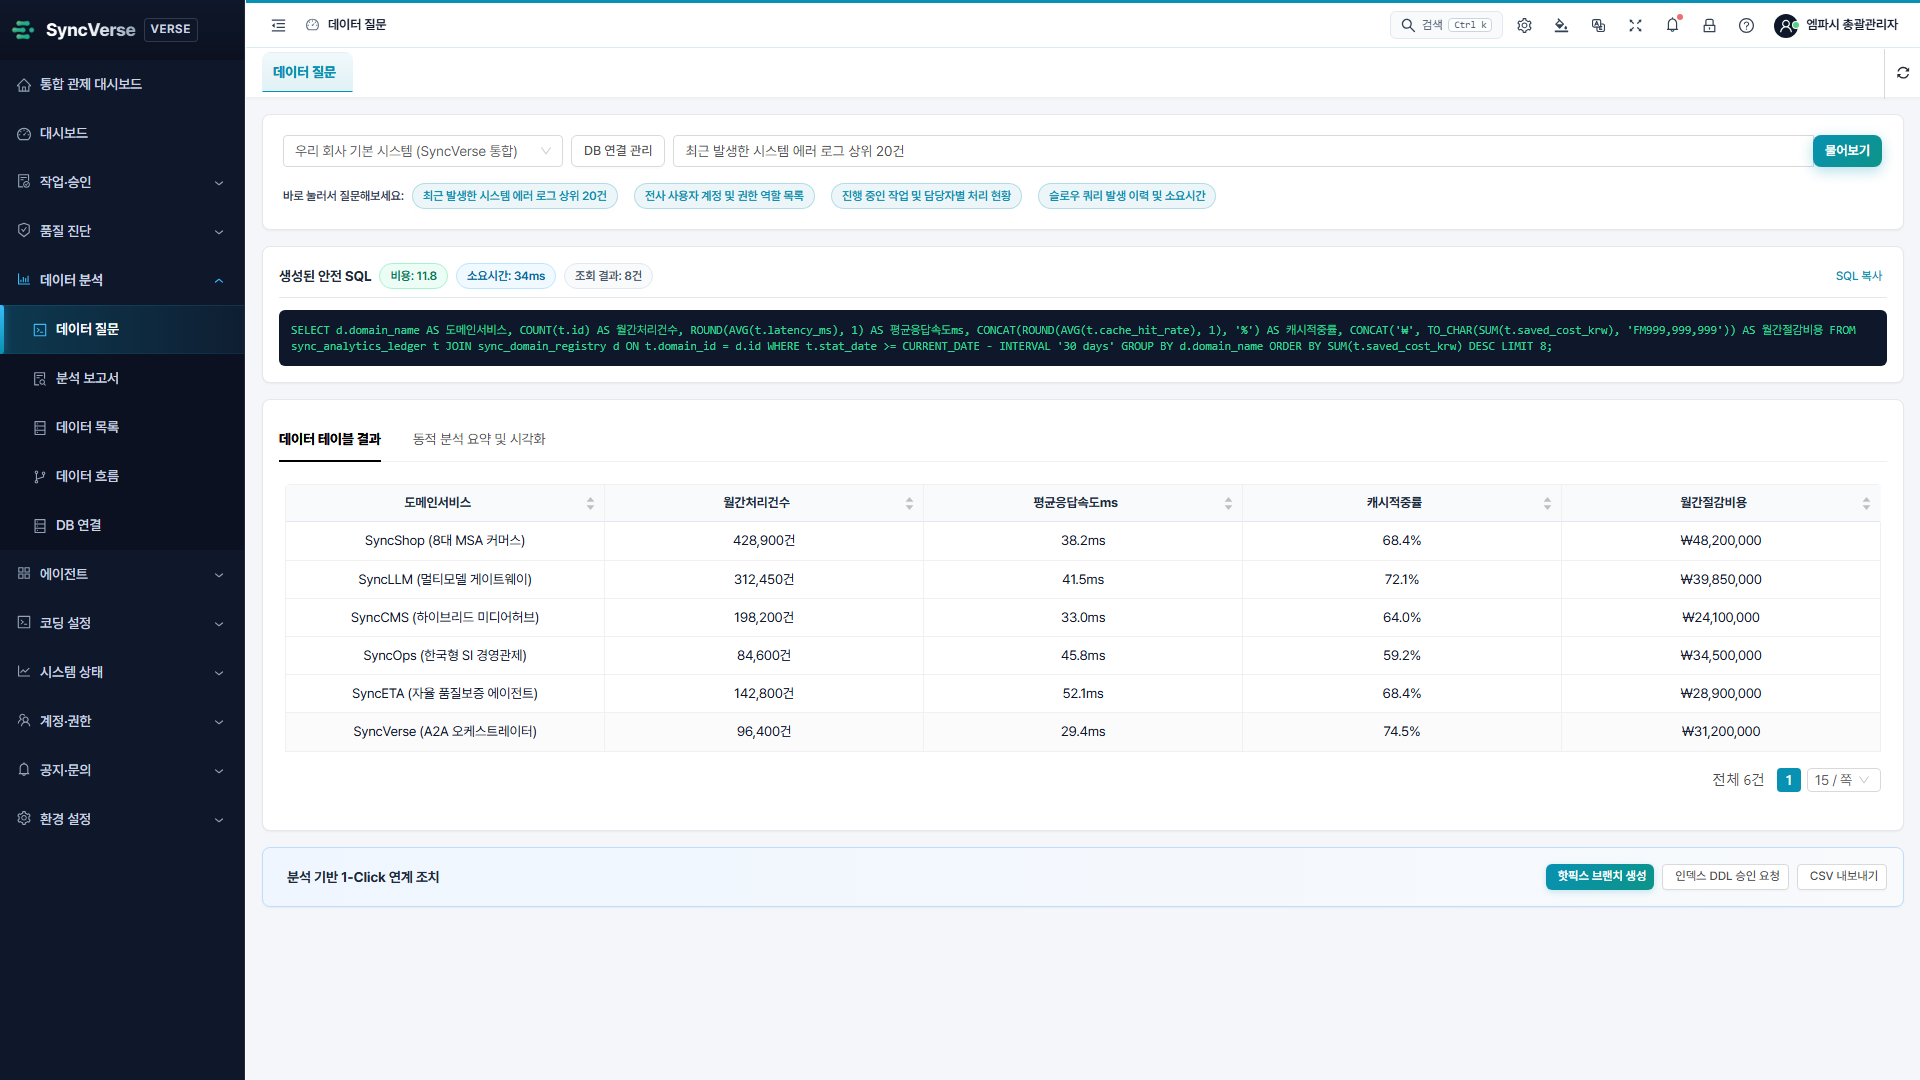 SyncVerse VERSE
데이터 질문
검색 Ctrl k
엠파시 총괄관리자
통합 관제 대시보드
대시보드
작업·승인
품질 진단
데이터 분석
데이터 질문
분석 보고서
데이터 목록
데이터 흐름
DB 연결
에이전트
코딩 설정
시스템 상태
계정·권한
공지·문의
환경 설정
데이터 질문
우리 회사 기본 시스템 (SyncVerse 통합) DB 연결 관리 최근 발생한 시스템 에러 로그 상위 20건 물어보기
바로 눌러서 질문해보세요: 최근 발생한 시스템 에러 로그 상위 20건 전사 사용자 계정 및 권한 역할 목록 진행 중인 작업 및 담당자별 처리 현황 슬로우 쿼리 발생 이력 및 소요시간
생성된 안전 SQL 비용: 11.8 소요시간: 34ms 조회 결과: 8건 SQL 복사
SELECT d.domain_name AS 도메인서비스, COUNT(t.id) AS 월간처리건수, ROUND(AVG(t.latency_ms), 1) AS 평균응답속도ms, CONCAT(ROUND(AVG(t.cache_hit_rate), 1), '%') AS 캐시적중률, CONCAT('₩', TO_CHAR(SUM(t.saved_cost_krw), 'FM999,999,999')) AS 월간절감비용 FROM
sync_analytics_ledger t JOIN sync_domain_registry d ON t.domain_id = d.id WHERE t.stat_date >= CURRENT_DATE - INTERVAL '30 days' GROUP BY d.domain_name ORDER BY SUM(t.saved_cost_krw) DESC LIMIT 8;
데이터 테이블 결과 동적 분석 요약 및 시각화
도메인서비스 월간처리건수 평균응답속도ms 캐시적중률 월간절감비용
SyncShop (8대 MSA 커머스) 428,900건 38.2ms 68.4% ₩48,200,000
SyncLLM (멀티모델 게이트웨이) 312,450건 41.5ms 72.1% ₩39,850,000
SyncCMS (하이브리드 미디어허브) 198,200건 33.0ms 64.0% ₩24,100,000
SyncOps (한국형 SI 경영관제) 84,600건 45.8ms 59.2% ₩34,500,000
SyncETA (자율 품질보증 에이전트) 142,800건 52.1ms 68.4% ₩28,900,000
SyncVerse (A2A 오케스트레이터) 96,400건 29.4ms 74.5% ₩31,200,000
전체 6건 1 15 / 쪽
분석 기반 1-Click 연계 조치 핫픽스 브랜치 생성 인덱스 DDL 승인 요청 CSV 내보내기